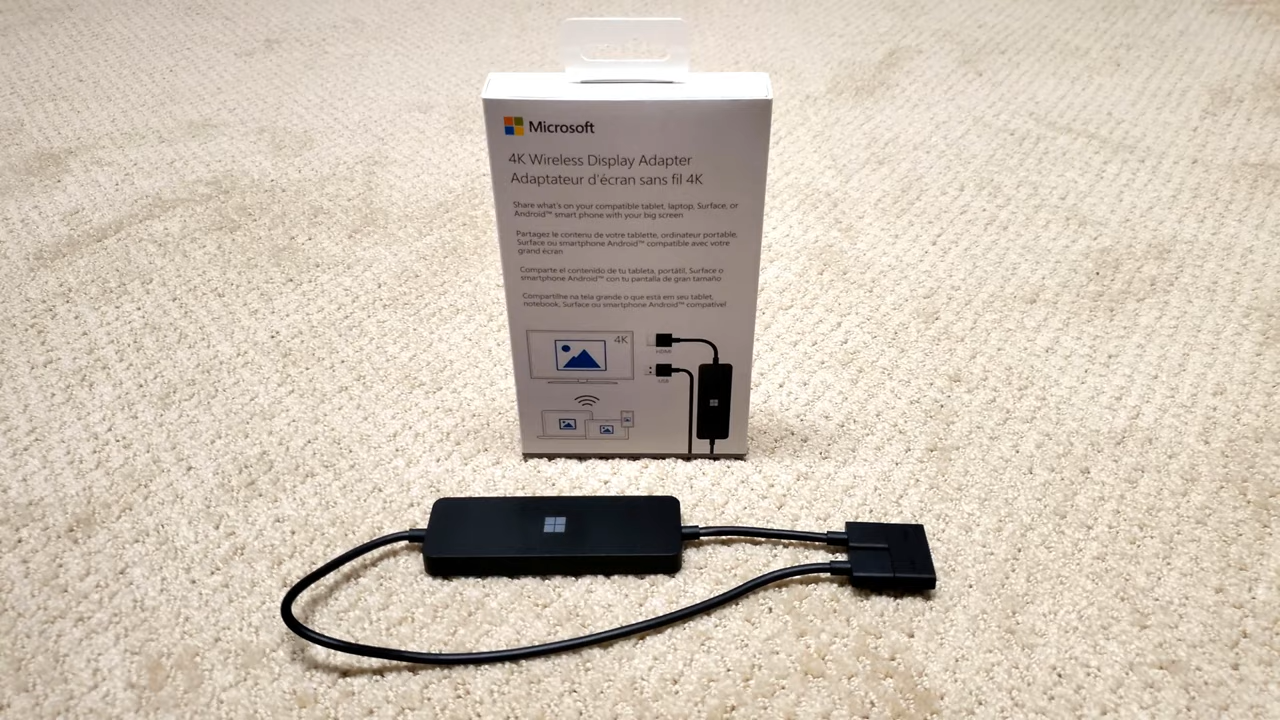 Microsoft
4K Wireless Display Adapter
Adaptateur d'écran sans fil 4K
Share what's on your compatible tablet, laptop, Surface, or
Android™ smart phone with your big screen
Partagez le contenu de votre tablette, ordinateur portable,
Surface ou smartphone Android™ compatible avec votre
grand écran
Comparte el contenido de tu tableta, portátil, Surface o
smartphone Android™ con tu pantalla de gran tamaño
Compartilhe na tela grande o que está em seu tablet,
notebook, Surface ou smartphone Android™ compatível
4K
HDMI
USB